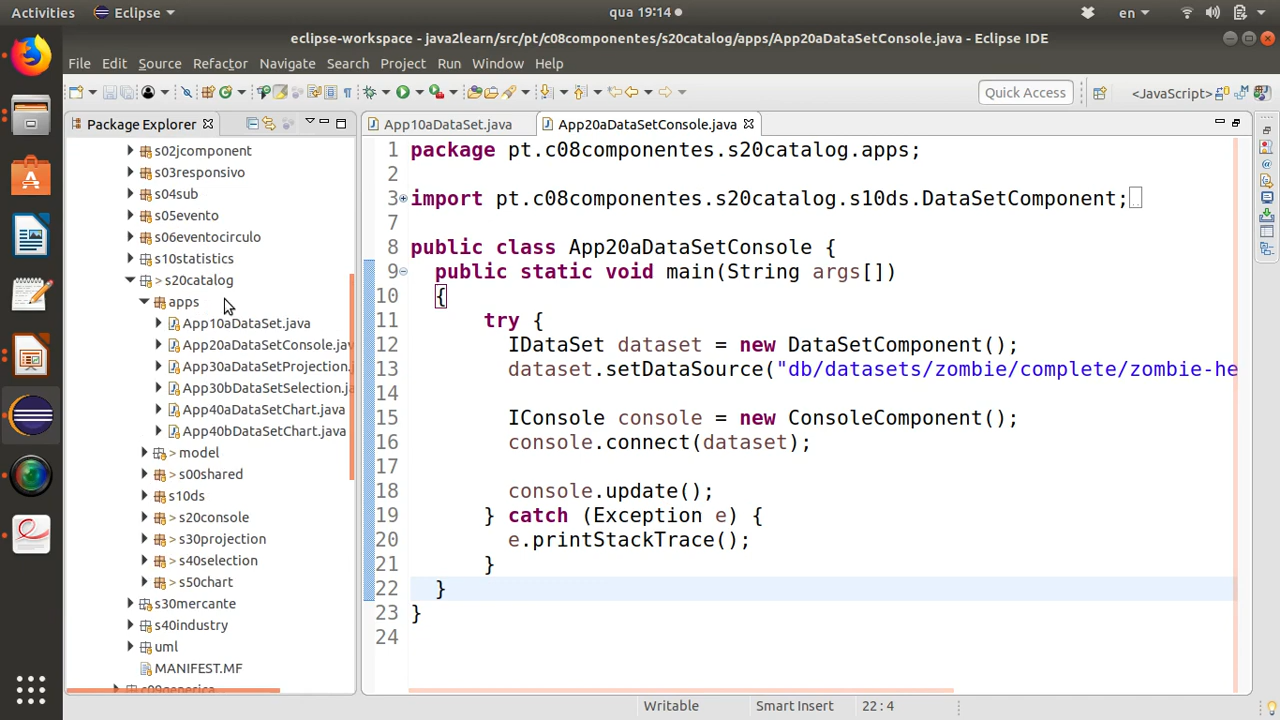 Activities
Eclipse
qua 19:14
en
eclipse-workspace - java2learn/src/pt/c08componentes/s20catalog/apps/App20aDataSetConsole.java - Eclipse IDE
File Edit Source Refactor Navigate Search Project Run Window Help
Quick Access
<JavaScript>
Package Explorer
App10aDataSet.java
App20aDataSetConsole.java
s02jcomponente
s03responsivo
s04sub
s05evento
s06eventocirculo
s10statistics
> s20catalog
apps
App10aDataSet.java
App20aDataSetConsole.jav
App30aDataSetProjection.
App30bDataSetSelection.ja
App40aDataSetChart.java
App40bDataSetChart.java
> model
> s00shared
s10ds
> s20console
> s30projection
> s40selection
> s50chart
s30mercante
s40industry
uml
MANIFEST.MF
1 package pt.c08componentes.s20catalog.apps;
2
3 import pt.c08componentes.s20catalog.s10ds.DataSetComponent;
7
8 public class App20aDataSetConsole {
9 public static void main(String args[])
10 {
11 try {
12 IDataSet dataset = new DataSetComponent();
13 dataset.setDataSource("db/datasets/zombie/complete/zombie-he
14
15 IConsole console = new ConsoleComponent();
16 console.connect(dataset);
17
18 console.update();
19 } catch (Exception e) {
20 e.printStackTrace();
21 }
22 }
23 }
24
Writable
Smart Insert
22 : 4